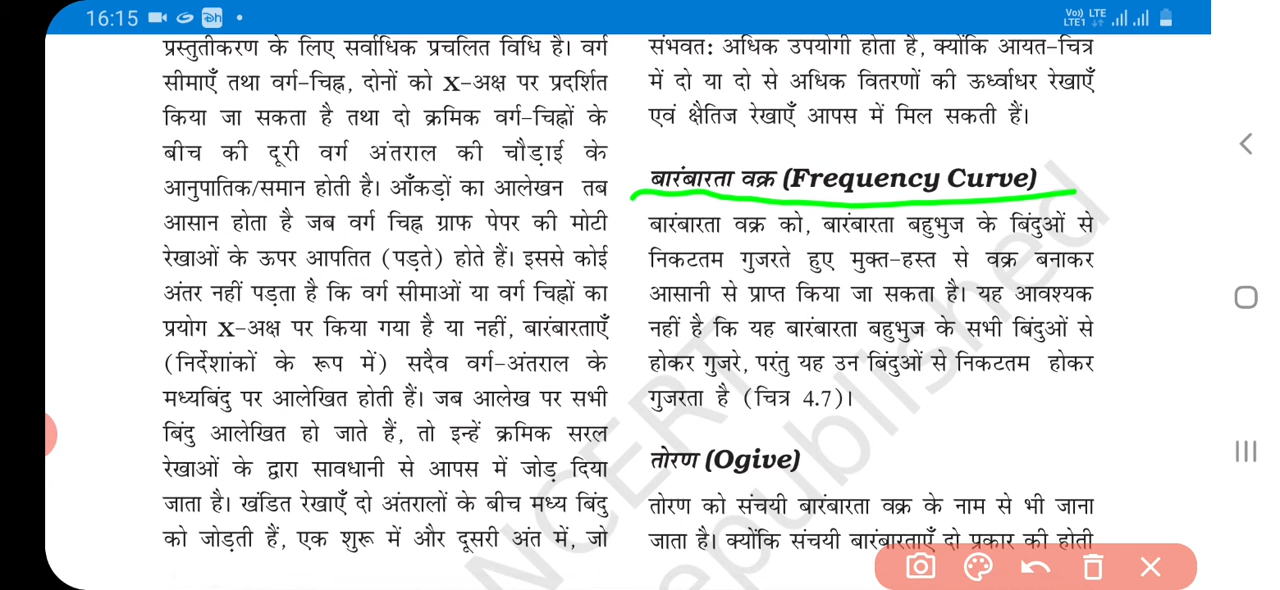 16:15
Vo) LTE
LTE1
प्रस्तुतीकरण के लिए सर्वाधिक प्रचलित विधि है। वर्ग
सीमाएँ तथा वर्ग-चिह्न, दोनों को X-अक्ष पर प्रदर्शित
किया जा सकता है तथा दो क्रमिक वर्ग-चिह्नों के
बीच की दूरी वर्ग अंतराल की चौड़ाई के
आनुपातिक/समान होती है। आँकड़ों का आलेखन तब
आसान होता है जब वर्ग चिह्न ग्राफ पेपर की मोटी
रेखाओं के ऊपर आपतित (पड़ते) होते हैं। इससे कोई
अंतर नहीं पड़ता है कि वर्ग सीमाओं या वर्ग चिह्नों का
प्रयोग X-अक्ष पर किया गया है या नहीं, बारंबारताएँ
(निर्देशांकों के रूप में) सदैव वर्ग-अंतराल के
मध्यबिंदु पर आलेखित होती हैं। जब आलेख पर सभी
बिंदु आलेखित हो जाते हैं, तो इन्हें क्रमिक सरल
रेखाओं के द्वारा सावधानी से आपस में जोड़ दिया
जाता है। खंडित रेखाएँ दो अंतरालों के बीच मध्य बिंदु
को जोड़ती हैं, एक शुरू में और दूसरी अंत में, जो
संभवत: अधिक उपयोगी होता है, क्योंकि आयत-चित्र
में दो या दो से अधिक वितरणों की ऊर्ध्वाधर रेखाएँ
एवं क्षैतिज रेखाएँ आपस में मिल सकती हैं।
बारंबारता वक्र (Frequency Curve)
बारंबारता वक्र को, बारंबारता बहुभुज के बिंदुओं से
निकटतम गुजरते हुए मुक्त-हस्त से वक्र बनाकर
आसानी से प्राप्त किया जा सकता है। यह आवश्यक
नहीं है कि यह बारंबारता बहुभुज के सभी बिंदुओं से
होकर गुजरे, परंतु यह उन बिंदुओं से निकटतम होकर
गुजरता है (चित्र 4.7)।
तोरण (Ogive)
तोरण को संचयी बारंबारता वक्र के नाम से भी जाना
जाता है। क्योंकि संचयी बारंबारताएँ दो प्रकार की होती
NCERT
republished